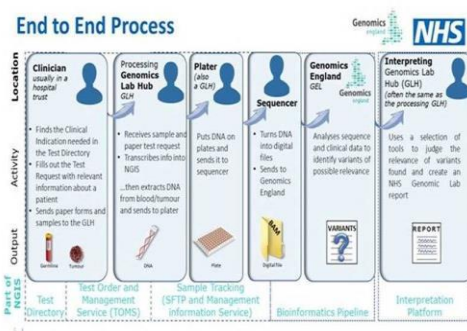 End to End Process
Genomics
england
NHS
Location
Clinician
usually in a
hospital
trust
Processing
Genomics
Lab Hub
GLH
Plater
(also
a GLH)
Sequencer
Genomics
England
GEL
Genomics
england
Interpreting
Genomics Lab
Hub (GLH)
(often the same as
the processing GLH)
Activity
• Finds the Clinical
Indication needed
in the Test
Directory
• Fills out the Test
Request with relevant
information about a
patient
• Sends paper forms and
samples to the GLH
• Receives sample and
paper test request
• Transcribes info into
NGIS
...then extracts DNA
from blood/tumour
and sends to plater
Puts DNA on
plates and
sends it to
sequencer
• Turns DNA
into digital
files
• Sends to
Genomics
England
Analyses sequence
and clinical data to
identify variants of
possible relevance
Uses a selection of
tools to judge the
relevance of variants
found and create an
NHS Genomic Lab
report
Output
Germline
Tumour
DNA
Plate
BAM
Digital File
VARIANTS
?
REPORT
Part of
NGIS
Test
Directory
Test Order and
Management
Service (TOMS)
Sample Tracking
(SFTP and Management
information Service)
Bioinformatics Pipeline
Interpretation
Platform